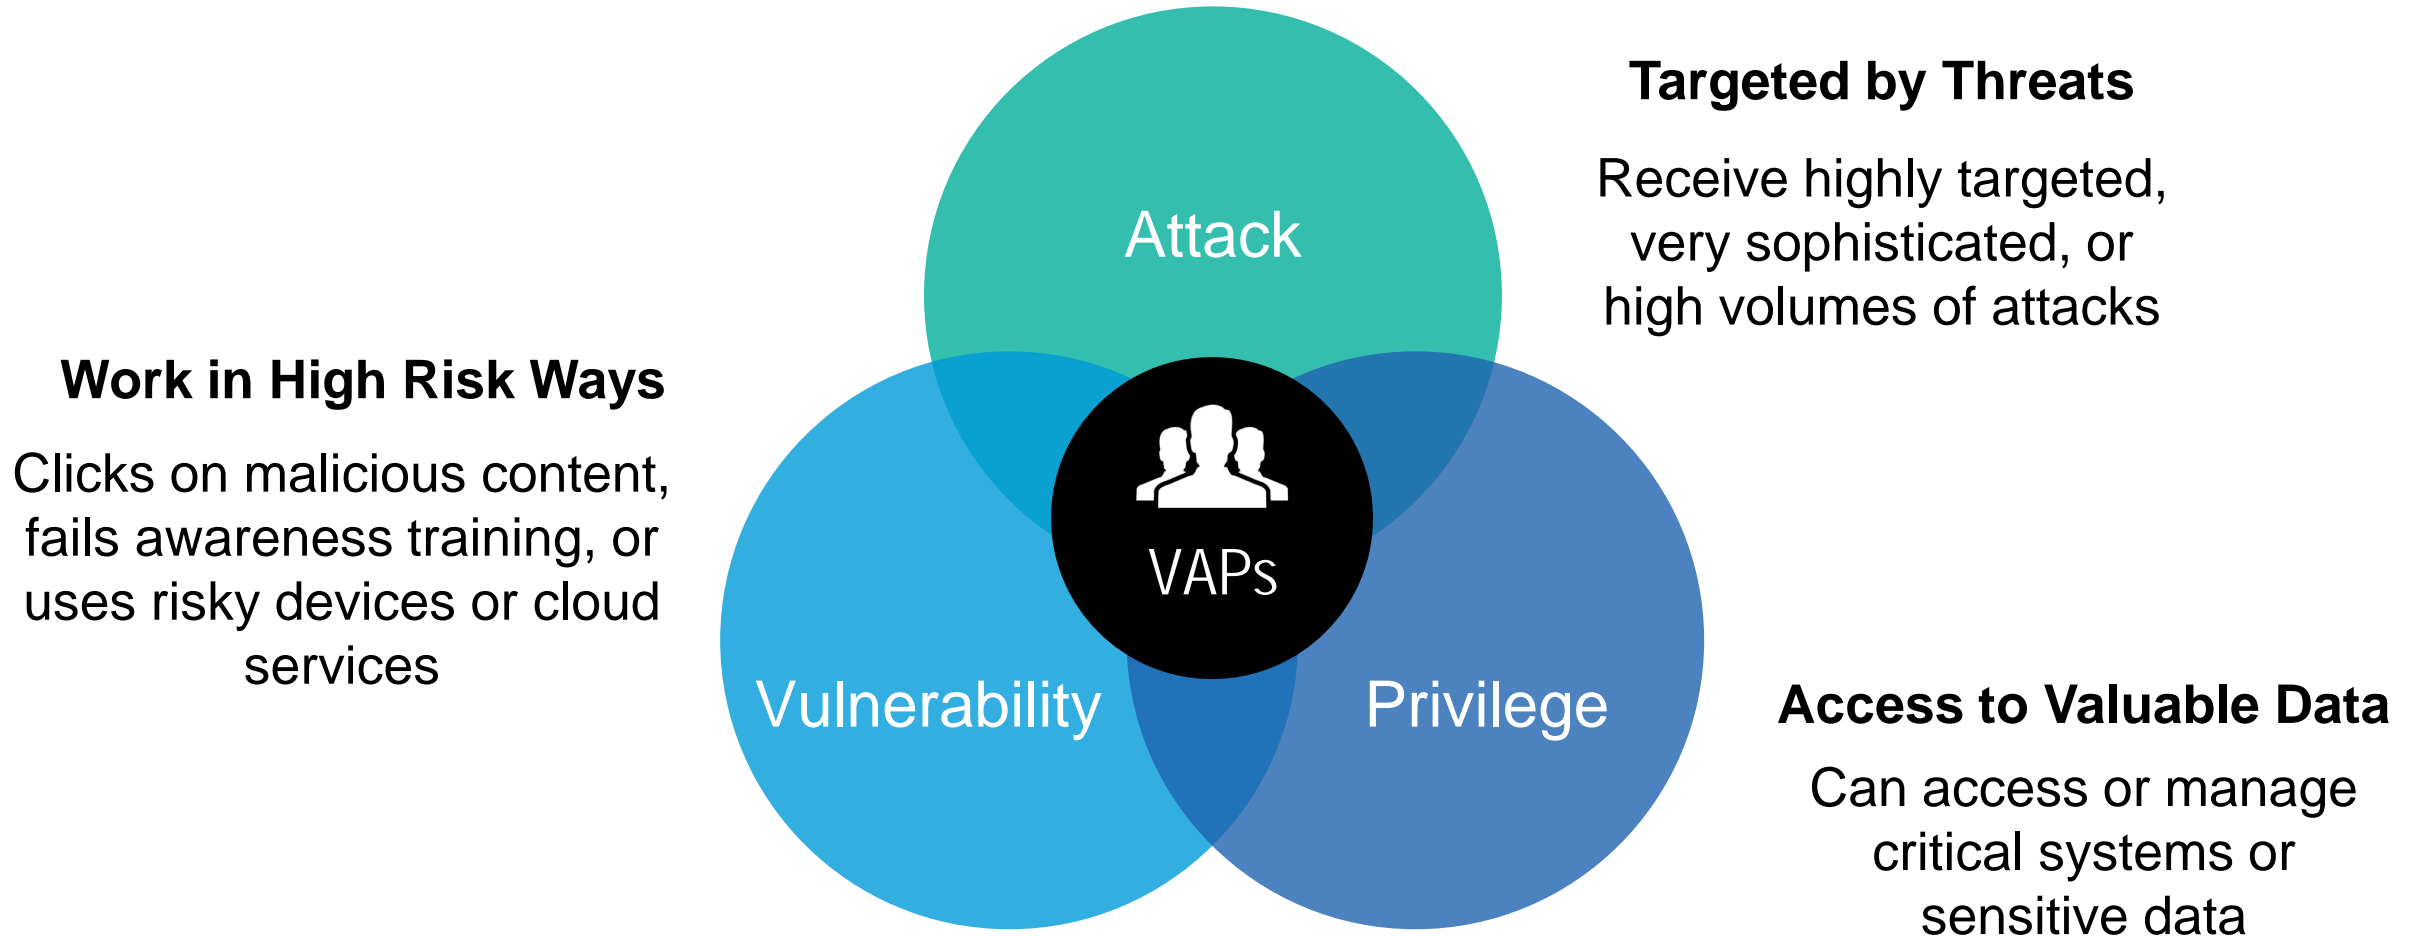 Attack
Targeted by Threats
Receive highly targeted,
very sophisticated, or
high volumes of attacks
Work in High Risk Ways
Clicks on malicious content,
fails awareness training, or
uses risky devices or cloud
services
VAPs
Vulnerability
Privilege
Access to Valuable Data
Can access or manage
critical systems or
sensitive data